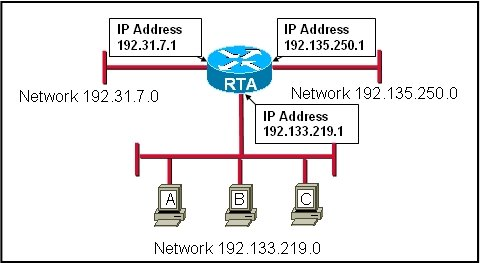 IP Address
192.31.7.1
IP Address
192.135.250.1
RTA
Network 192.31.7.0
Network 192.135.250.0
IP Address
192.133.219.1
A
B
C
Network 192.133.219.0